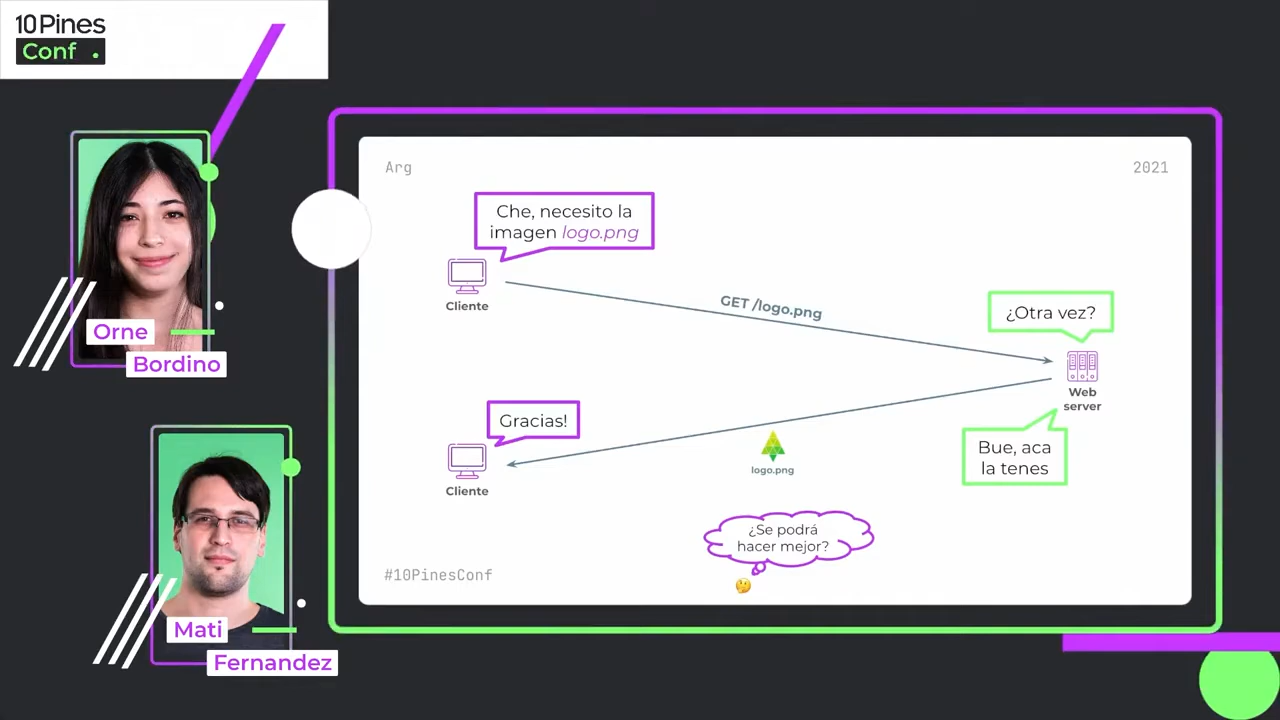 10Pines
Conf .
Orne
Bordino
Mati
Fernandez
Arg
2021
Che, necesito la
imagen logo.png
Cliente
GET /logo.png
¿Otra vez?
Web
server
Gracias!
Cliente
logo.png
Bue, aca
la tenes
¿Se podrá
hacer mejor?
#10PinesConf